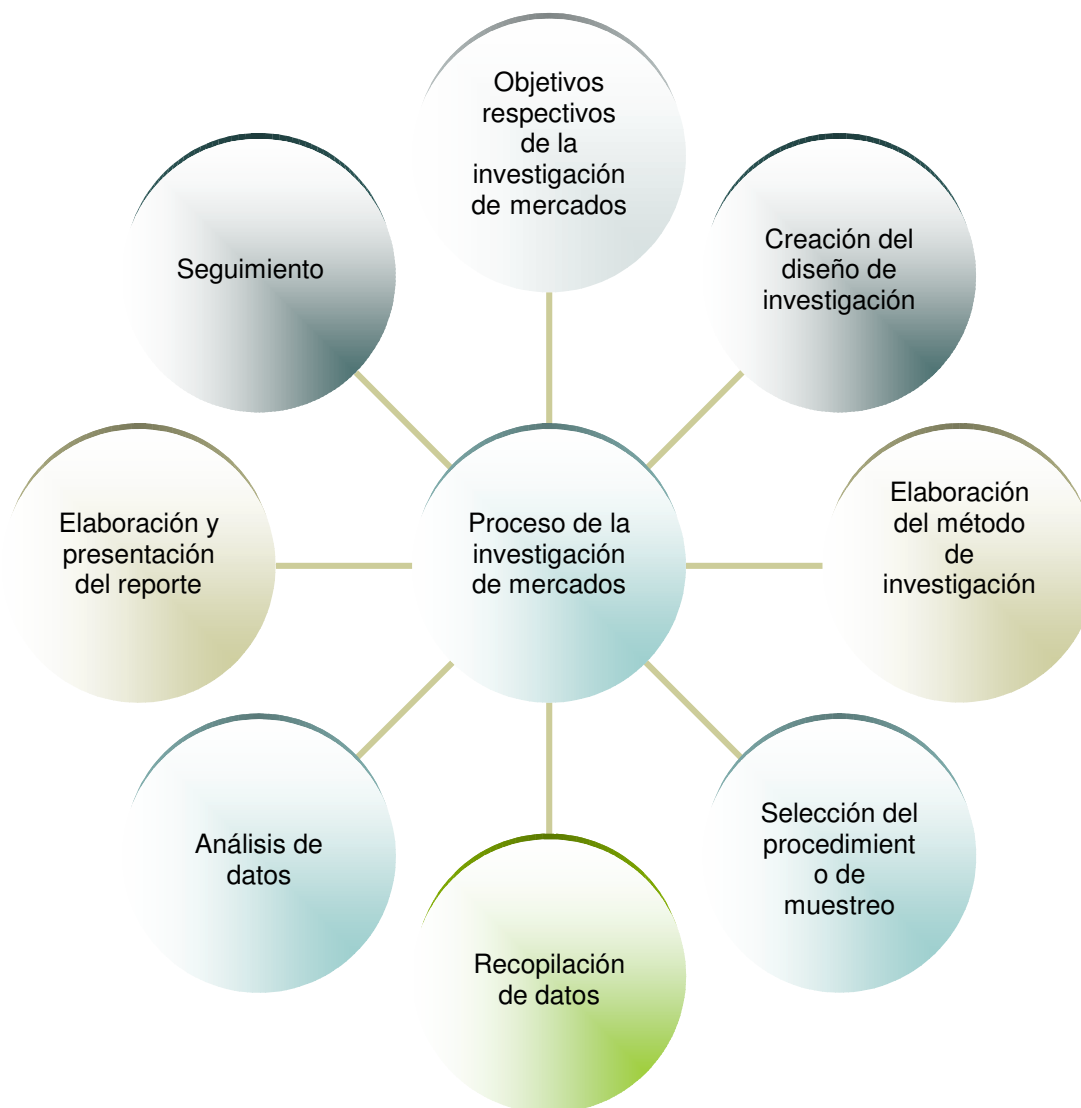 Objetivos
respectivos
de la
investigación
de mercados
Creación del
diseño de
investigación
Elaboración
del método
de
investigación
Selección del
procedimient
o de
muestreo
Recopilación
de datos
Análisis de
datos
Elaboración y
presentación
del reporte
Seguimiento
Proceso de la
investigación
de mercados